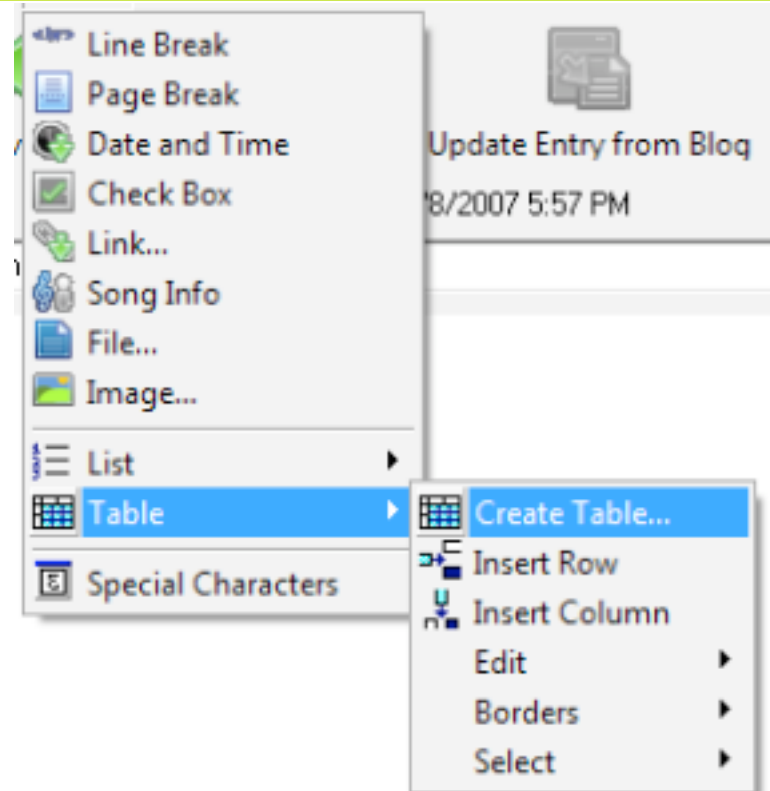 Line Break
Page Break
Date and Time
Check Box
Link...
Song Info
File...
Image...
List
Table
Special Characters
Update Entry from Blog
/8/2007 5:57 PM
Create Table...
Insert Row
Insert Column
Edit
Borders
Select